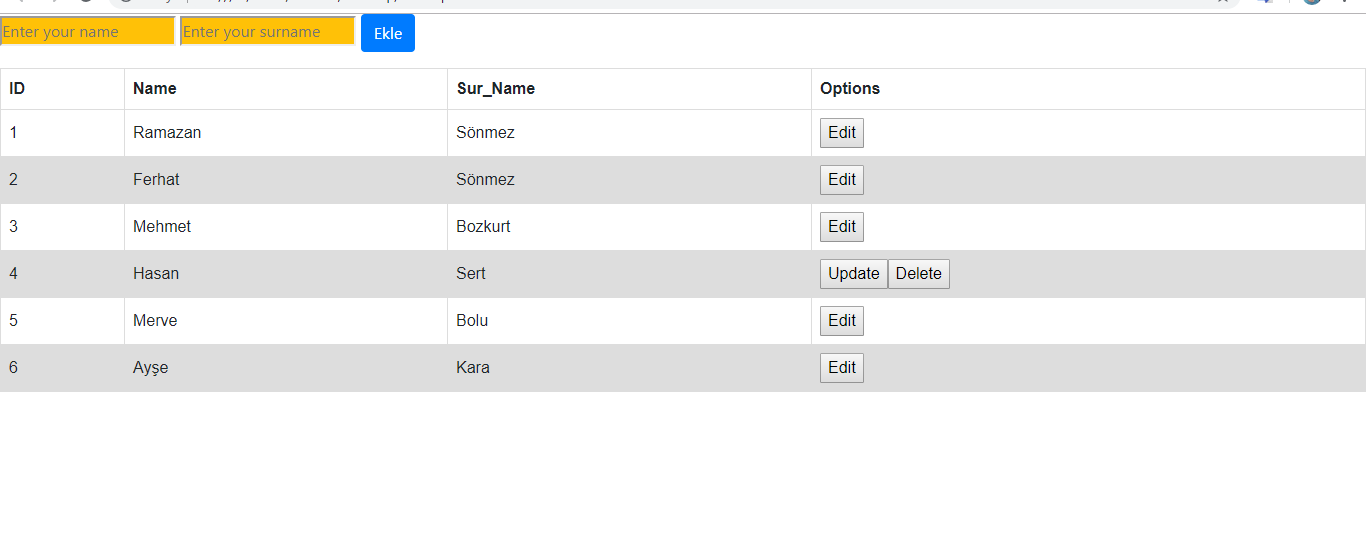 Enter your name Enter your surname Ekle
ID Name Sur_Name Options
1 Ramazan Sönmez Edit
2 Ferhat Sönmez Edit
3 Mehmet Bozkurt Edit
4 Hasan Sert Update Delete
5 Merve Bolu Edit
6 Ayşe Kara Edit